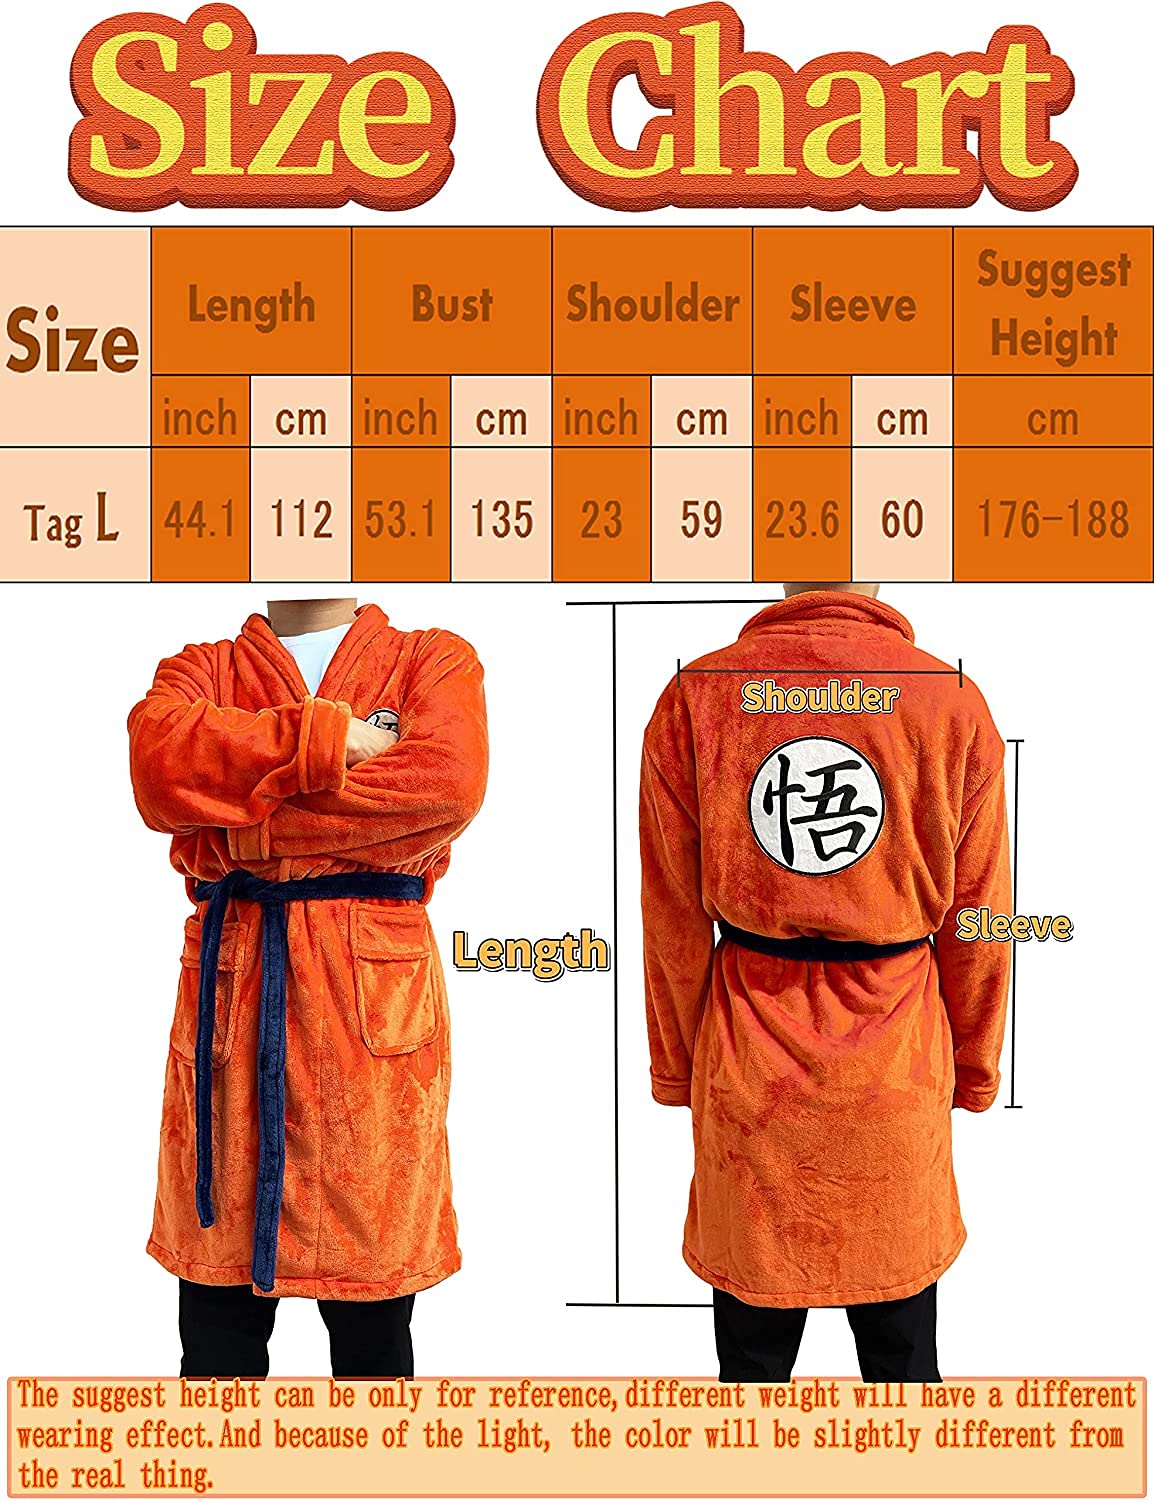 Size Chart
Size Length Bust Shoulder Sleeve Suggest Height
inch cm inch cm inch cm inch cm cm
Tag L 44.1 112 53.1 135 23 59 23.6 60 176-188
Shoulder
悟
Sleeve
Length
The suggest height can be only for reference, different weight will have a different
wearing effect. And because of the light, the color will be slightly different from
the real thing.